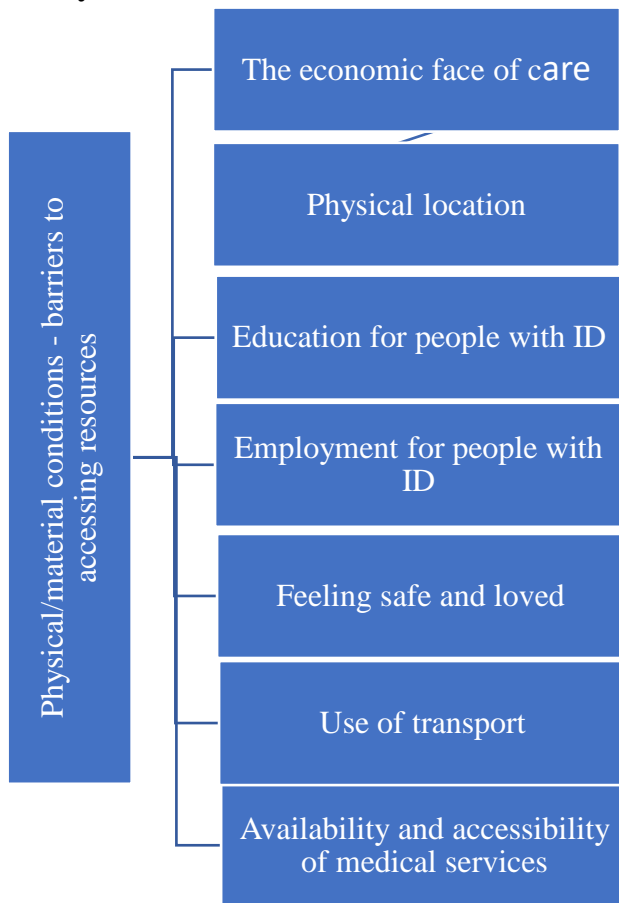 Physical/material conditions - barriers to
accessing resources
The economic face of care
Physical location
Education for people with ID
Employment for people with
ID
Feeling safe and loved
Use of transport
Availability and accessibility
of medical services